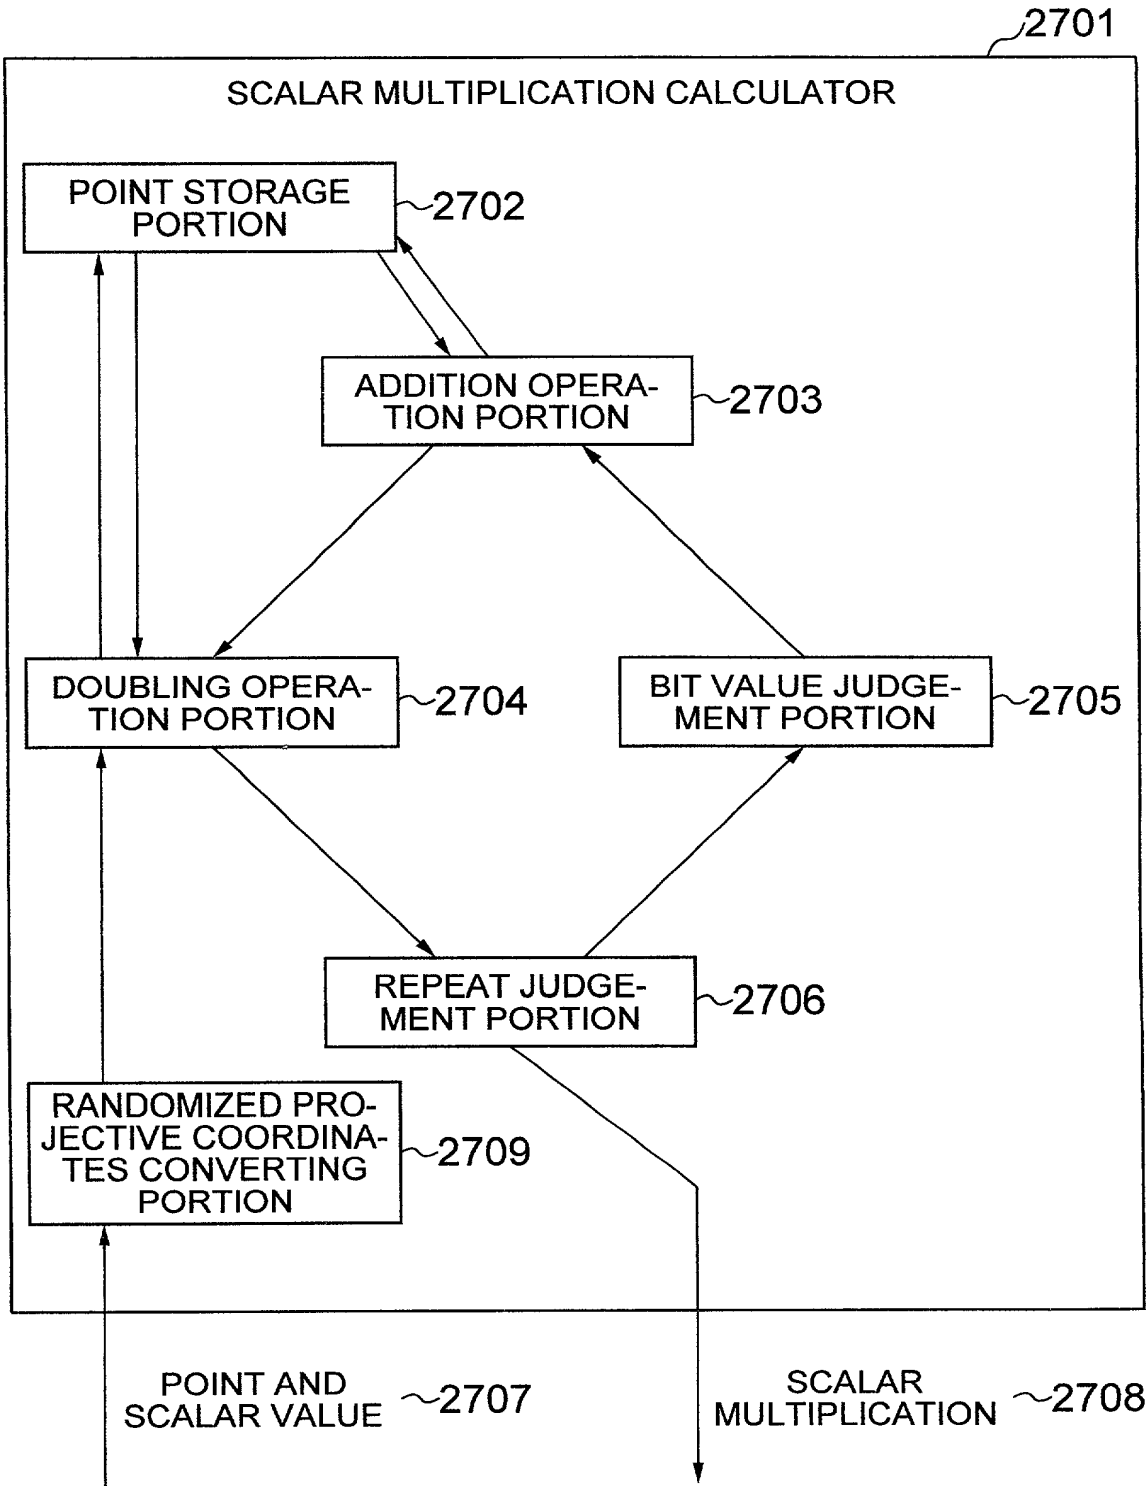 2701
SCALAR MULTIPLICATION CALCULATOR
POINT STORAGE
PORTION
2702
ADDITION OPERA-
TION PORTION
2703
DOUBLING OPERA-
TION PORTION
2704
BIT VALUE JUDGE-
MENT PORTION
2705
REPEAT JUDGE-
MENT PORTION
2706
RANDOMIZED PRO-
JECTIVE COORDINA-
TES CONVERTING
PORTION
2709
POINT AND
SCALAR VALUE
2707
SCALAR
MULTIPLICATION
2708